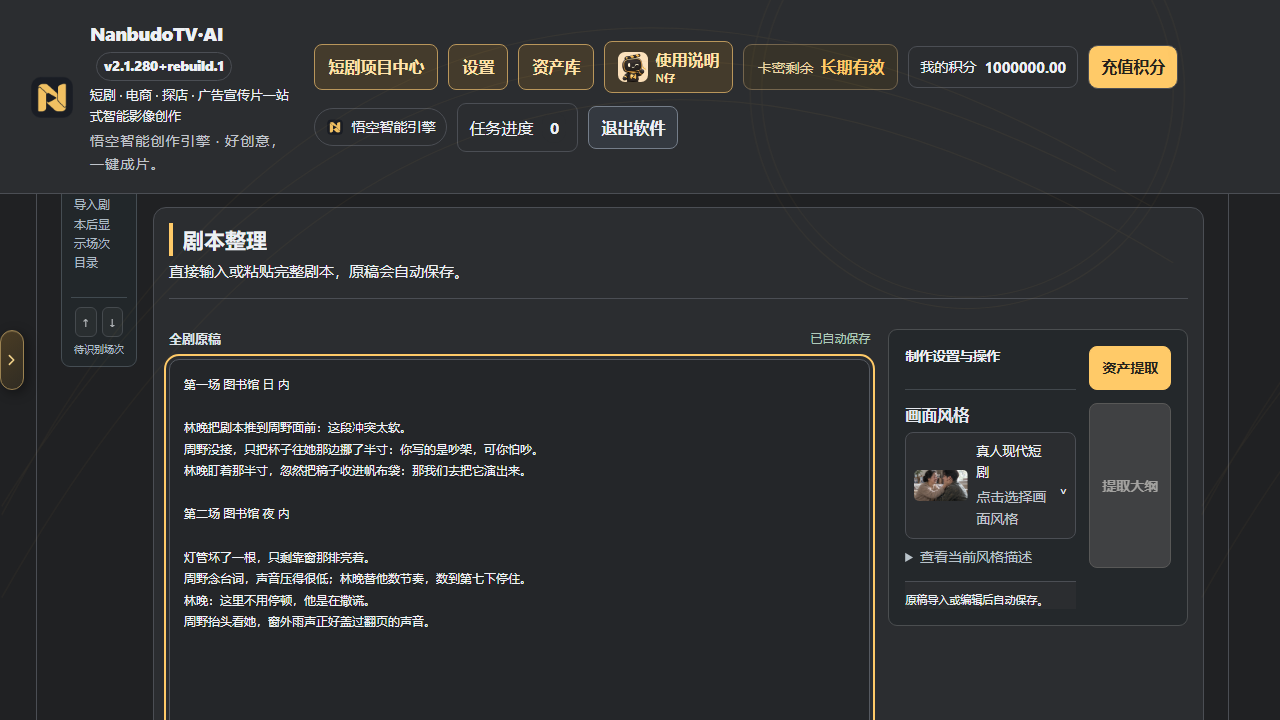 NanbudoTV·AI
v2.1.280+rebuild.1
短剧 · 电商 · 探店 · 广告宣传片一站
式智能影像创作
悟空智能创作引擎 · 好创意，
一键成片。
短剧项目中心
设置
资产库
使用说明
N仔
卡密剩余 长期有效
我的积分 1000000.00
充值积分
悟空智能引擎
任务进度 0
退出软件
导入剧
本后显
示场次
目录
↑ ↓
待识别场次
剧本整理
直接输入或粘贴完整剧本，原稿会自动保存。
全剧原稿
已自动保存
第一场 图书馆 日 内
林晚把剧本推到周野面前：这段冲突太软。
周野没接，只把杯子往她那边挪了半寸：你写的是吵架，可你怕吵。
林晚盯着那半寸，忽然把稿子收进帆布袋：那我们去把它演出来。
第二场 图书馆 夜 内
灯管坏了一根，只剩靠窗那排亮着。
周野念台词，声音压得很低；林晚替他数节奏，数到第七下停住。
林晚：这里不用停顿，他是在撒谎。
周野抬头看她，窗外雨声正好盖过翻页的声音。
制作设置与操作
资产提取
画面风格
真人现代短
剧
点击选择画
面风格
提取大纲
查看当前风格描述
原稿导入或编辑后自动保存。